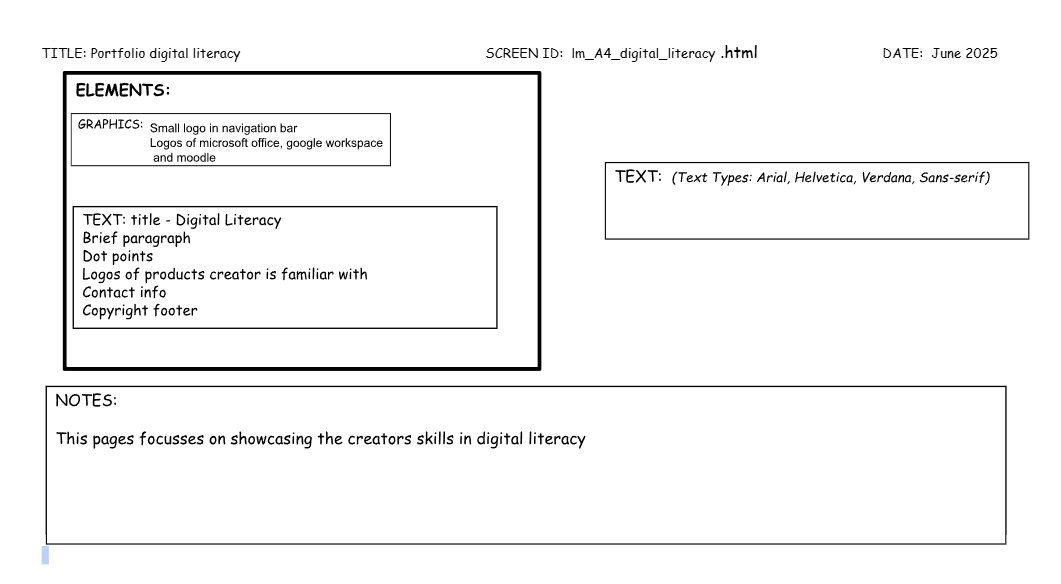 TITLE: Portfolio digital literacy SCREEN ID: lm_A4_digital_literacy .html DATE: June 2025
ELEMENTS:
GRAPHICS: Small logo in navigation bar
Logos of microsoft office, google workspace
and moodle
TEXT: (Text Types: Arial, Helvetica, Verdana, Sans-serif)
TEXT: title - Digital Literacy
Brief paragraph
Dot points
Logos of products creator is familiar with
Contact info
Copyright footer
NOTES:
This pages focusses on showcasing the creators skills in digital literacy